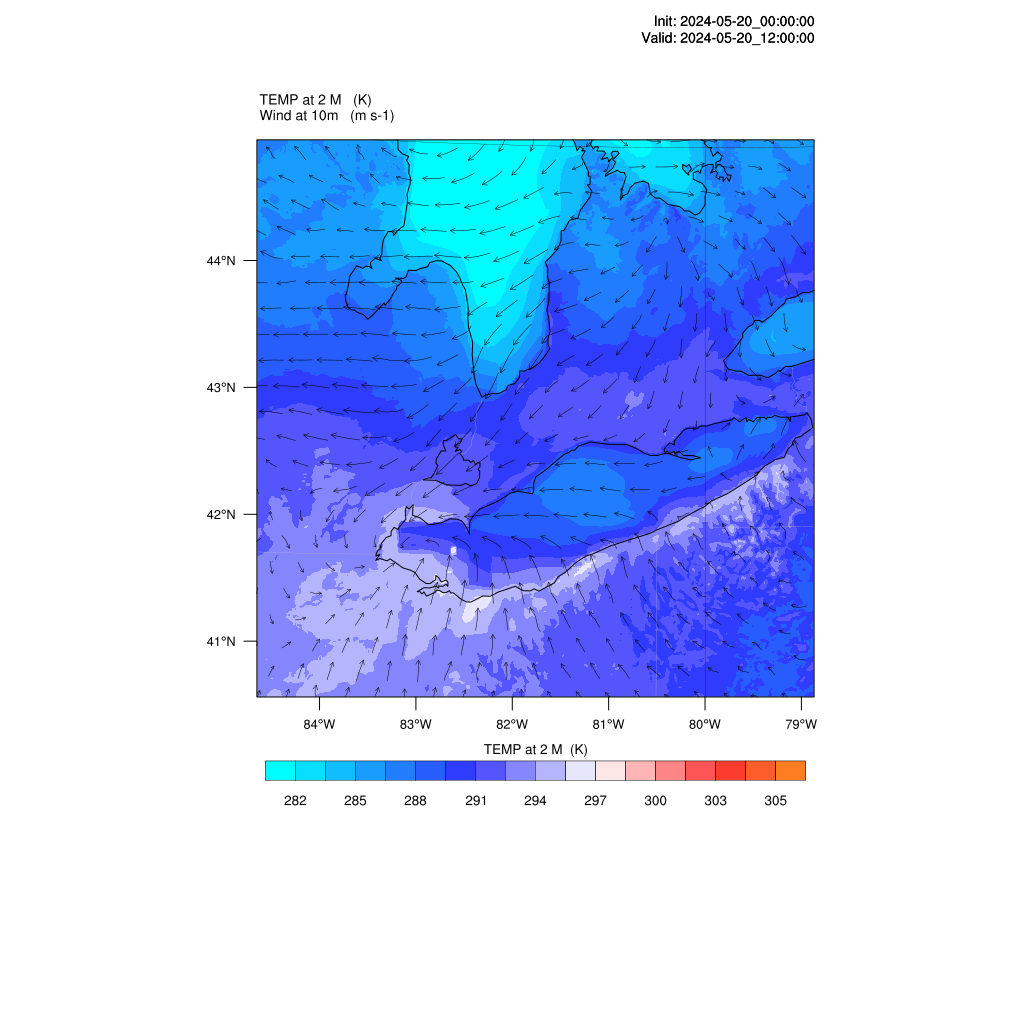 Init: 2024-05-20_00:00:00
Valid: 2024-05-20_12:00:00
TEMP at 2 M   (K)
Wind at 10m   (m s-1)
44°N
43°N
42°N
41°N
84°W 83°W 82°W 81°W 80°W 79°W
TEMP at 2 M  (K)
282 285 288 291 294 297 300 303 305